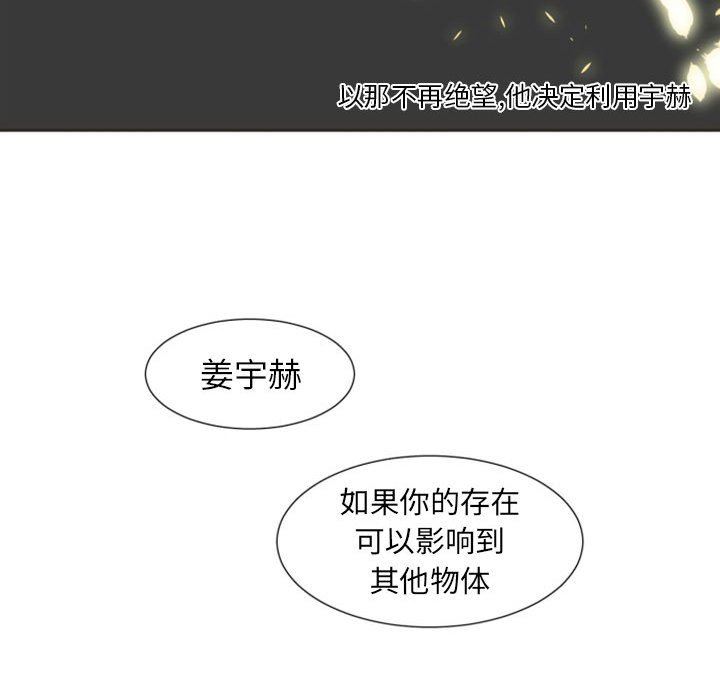 以那不再绝望,他决定利用宇赫
姜宇赫
如果你的存在
可以影响到
其他物体